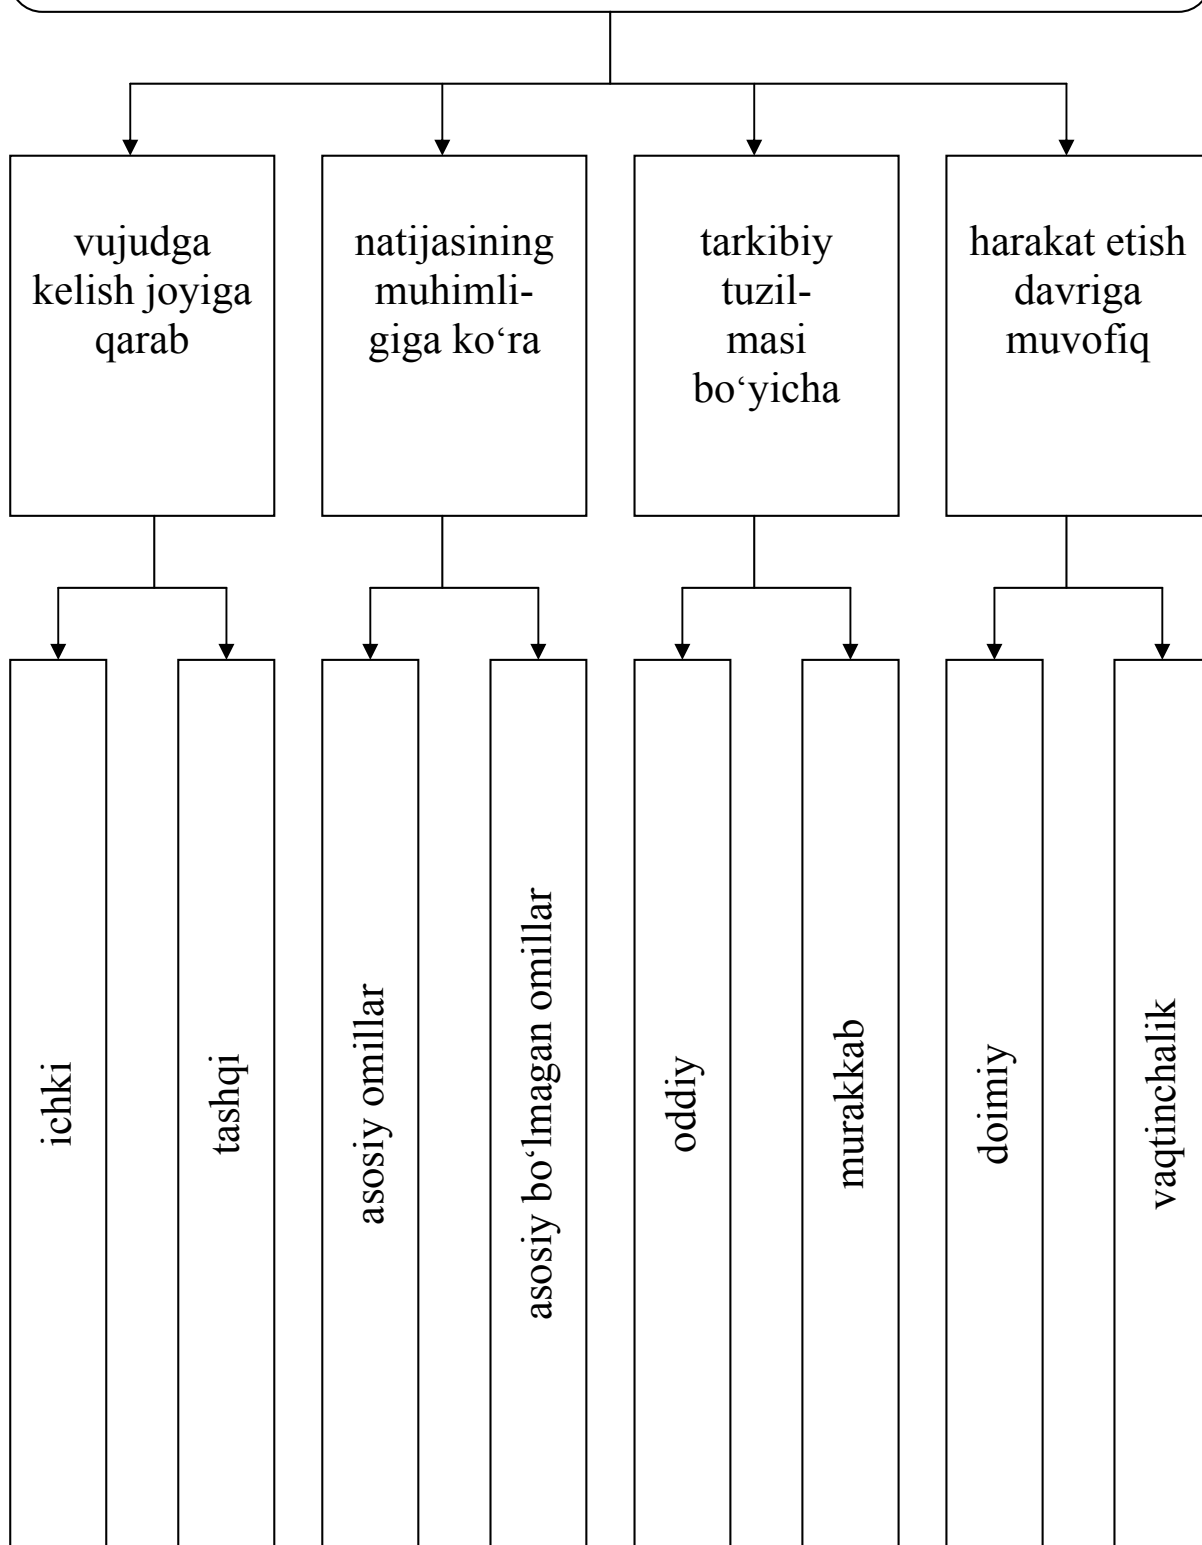 vujudga
kelish joyiga
qarab
natijasining
muhimli-
giga ko‘ra
tarkibiy
tuzil-
masi
bo‘yicha
harakat etish
davriga
muvofiq
ichki
tashqi
asosiy omillar
asosiy bo‘lmagan omillar
oddiy
murakkab
doimiy
vaqtinchalik